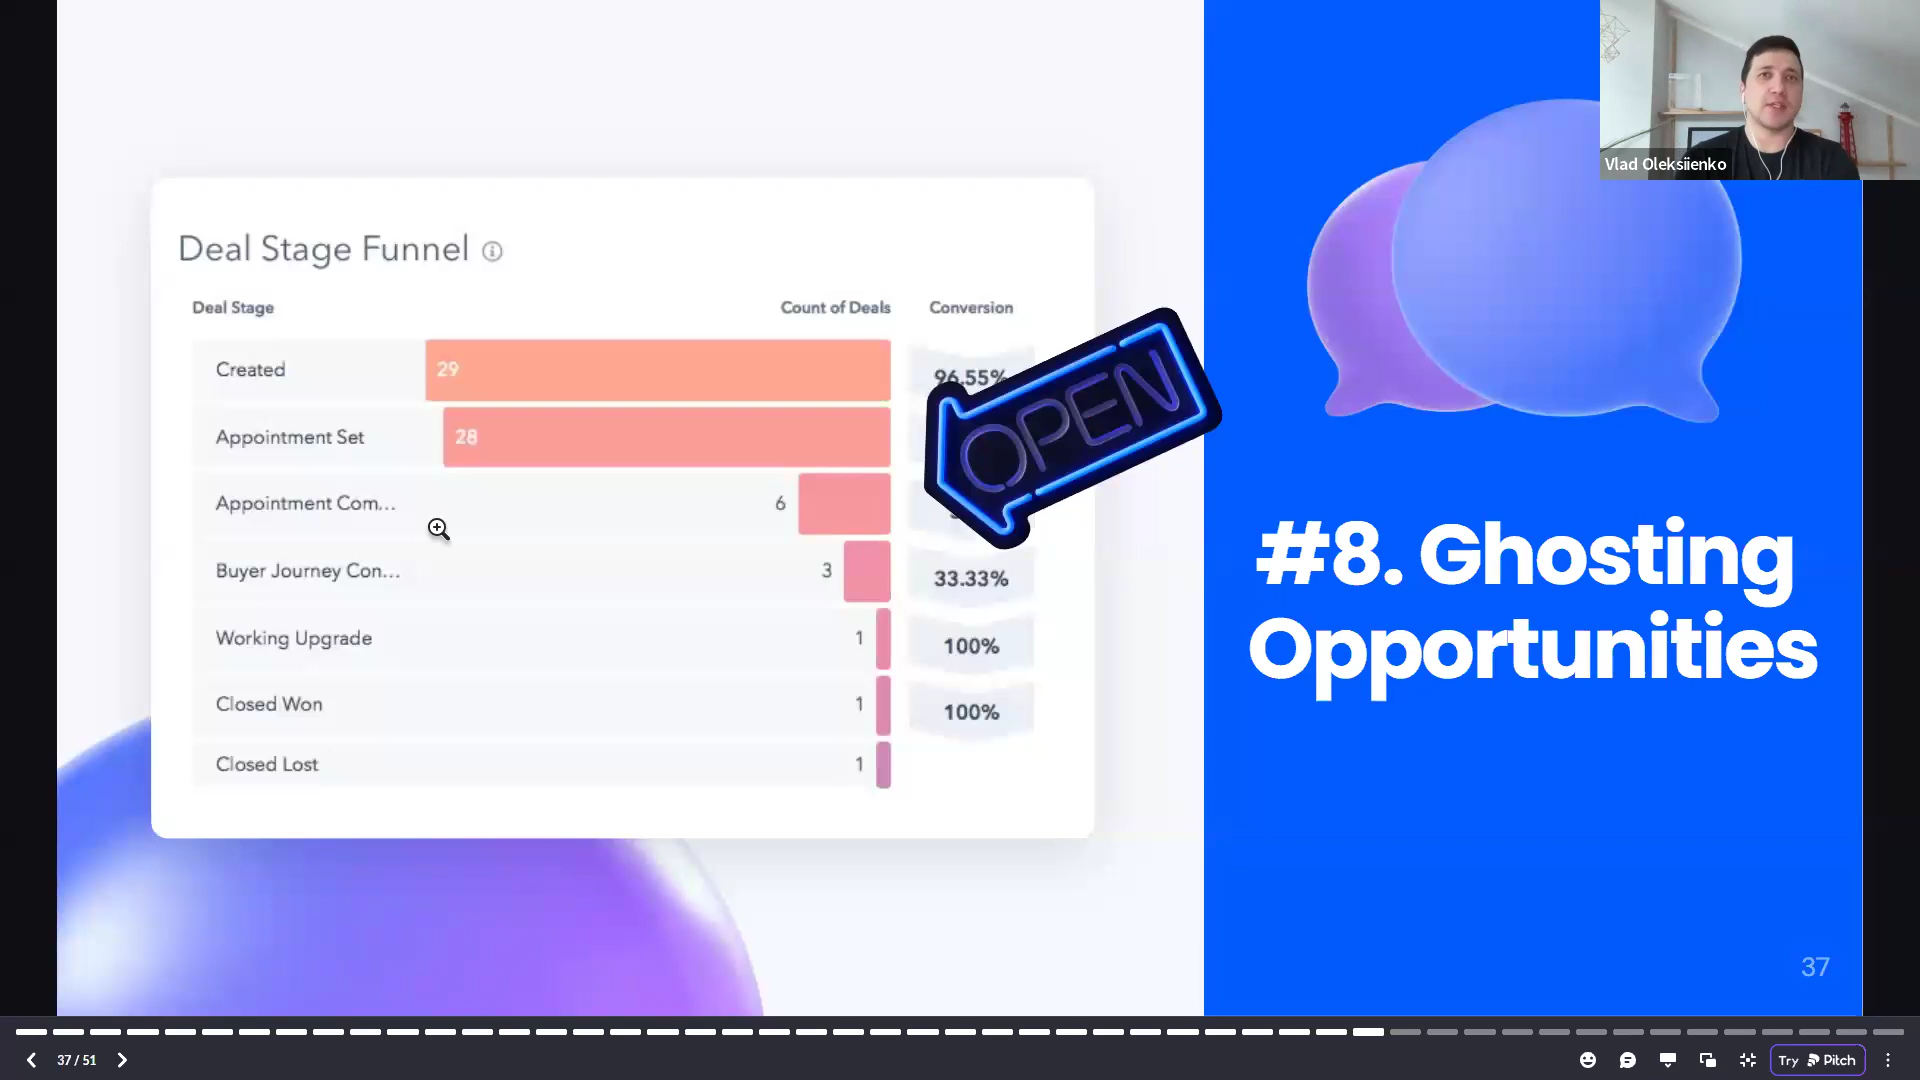 Vlad Oleksiienko
Deal Stage Funnel
Deal Stage Count of Deals Conversion
Created 29 96.55%
Appointment Set 28
OPEN
Appointment Com... 6
Buyer Journey Con... 3 33.33%
Working Upgrade 1 100%
Closed Won 1 100%
Closed Lost 1
#8. Ghosting
Opportunities
37
37 / 51
Try Pitch